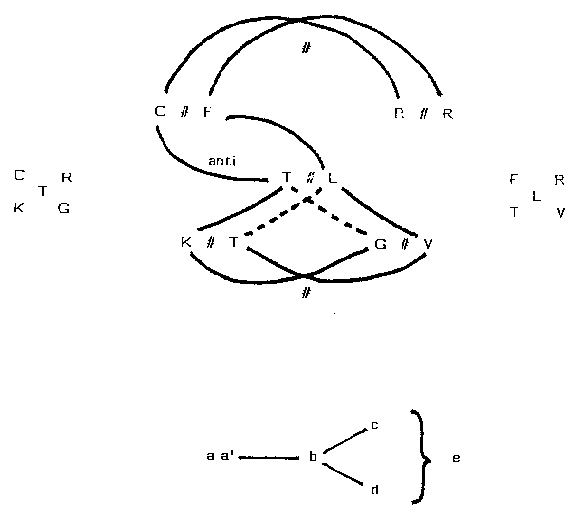 #
C # F
# R
anti
T # L
C R
T
K G
F R
L
T V
K # T
G # V
#
c
a a' b
e
d